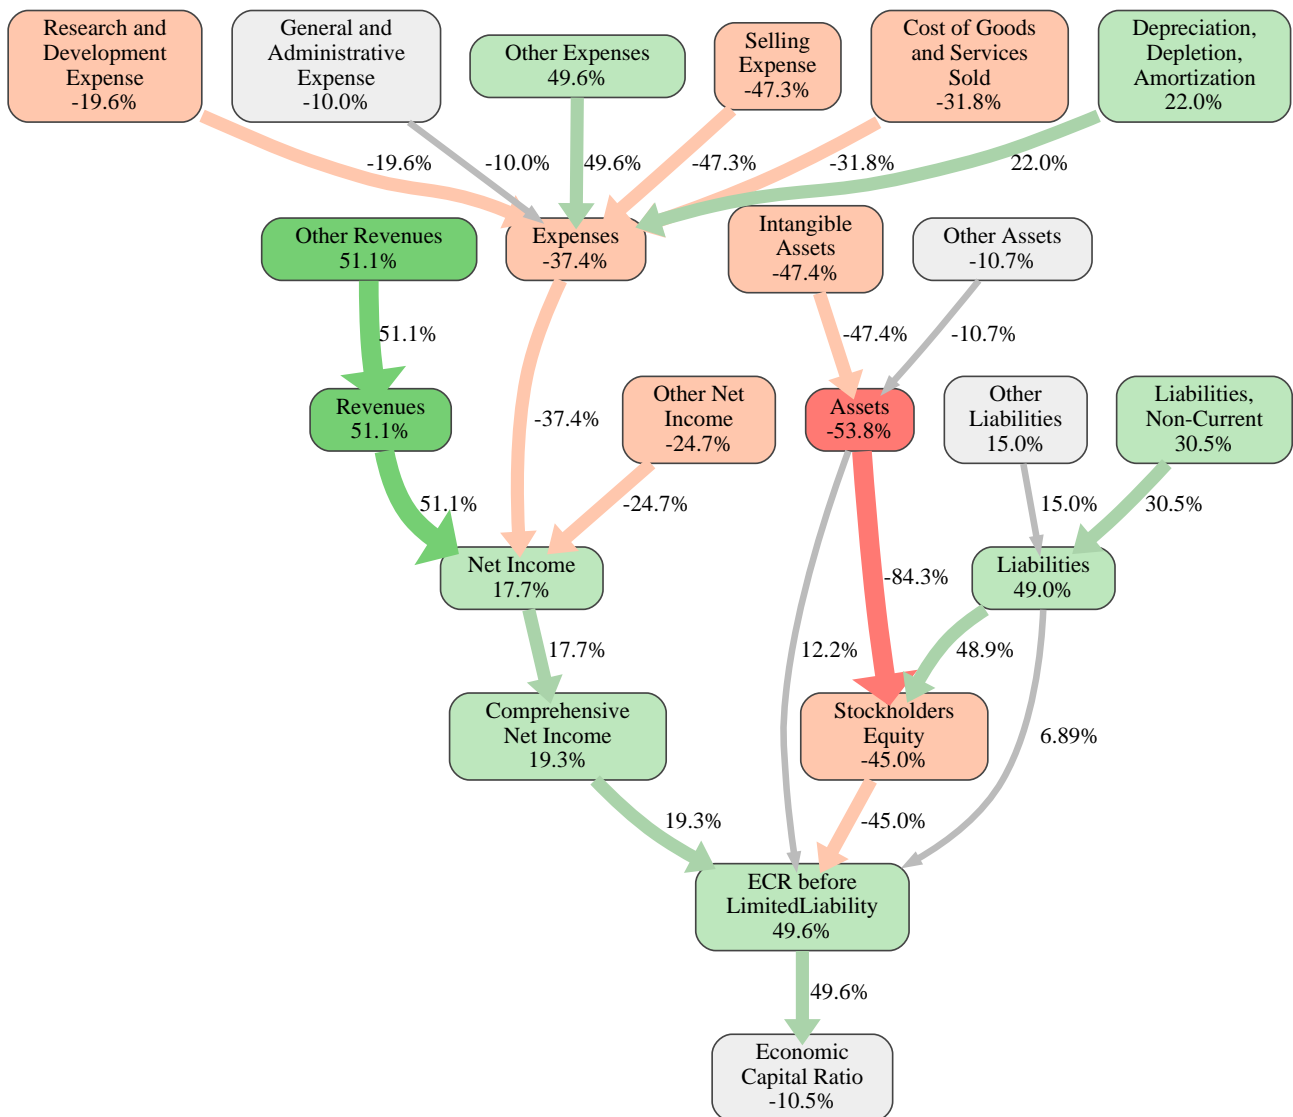 Research and
Development
Expense
-19.6%
General and
Administrative
Expense
-10.0%
Other Expenses
49.6%
Selling
Expense
-47.3%
Cost of Goods
and Services
Sold
-31.8%
Depreciation,
Depletion,
Amortization
22.0%
-19.6%
-10.0%
49.6%
-47.3%
-31.8%
22.0%
Other Revenues
51.1%
Expenses
-37.4%
Intangible
Assets
-47.4%
Other Assets
-10.7%
51.1%
-47.4%
-10.7%
Revenues
51.1%
-37.4%
Other Net
Income
-24.7%
Assets
-53.8%
Other
Liabilities
15.0%
Liabilities,
Non-Current
30.5%
51.1%
-24.7%
15.0%
30.5%
Net Income
17.7%
-84.3%
Liabilities
49.0%
17.7%
12.2%
48.9%
Comprehensive
Net Income
19.3%
Stockholders
Equity
-45.0%
6.89%
19.3%
-45.0%
ECR before
LimitedLiability
49.6%
49.6%
Economic
Capital Ratio
-10.5%